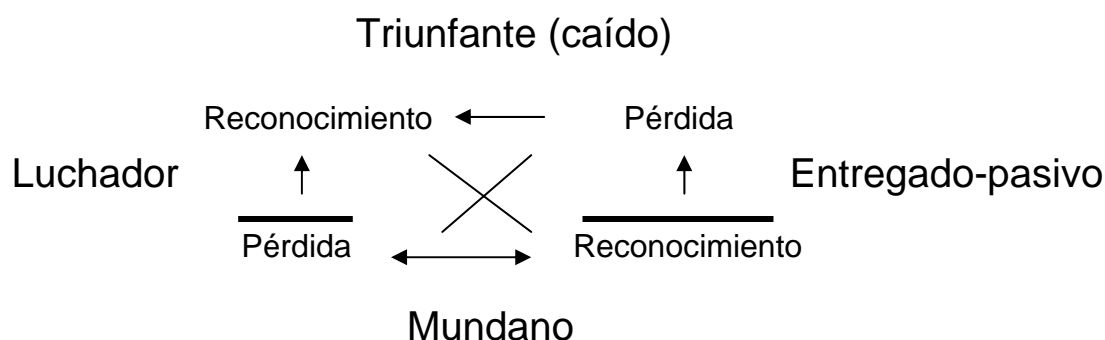 Triunfante (caído)
Reconocimiento Pérdida
Luchador Entregado-pasivo
Pérdida Reconocimiento
Mundano